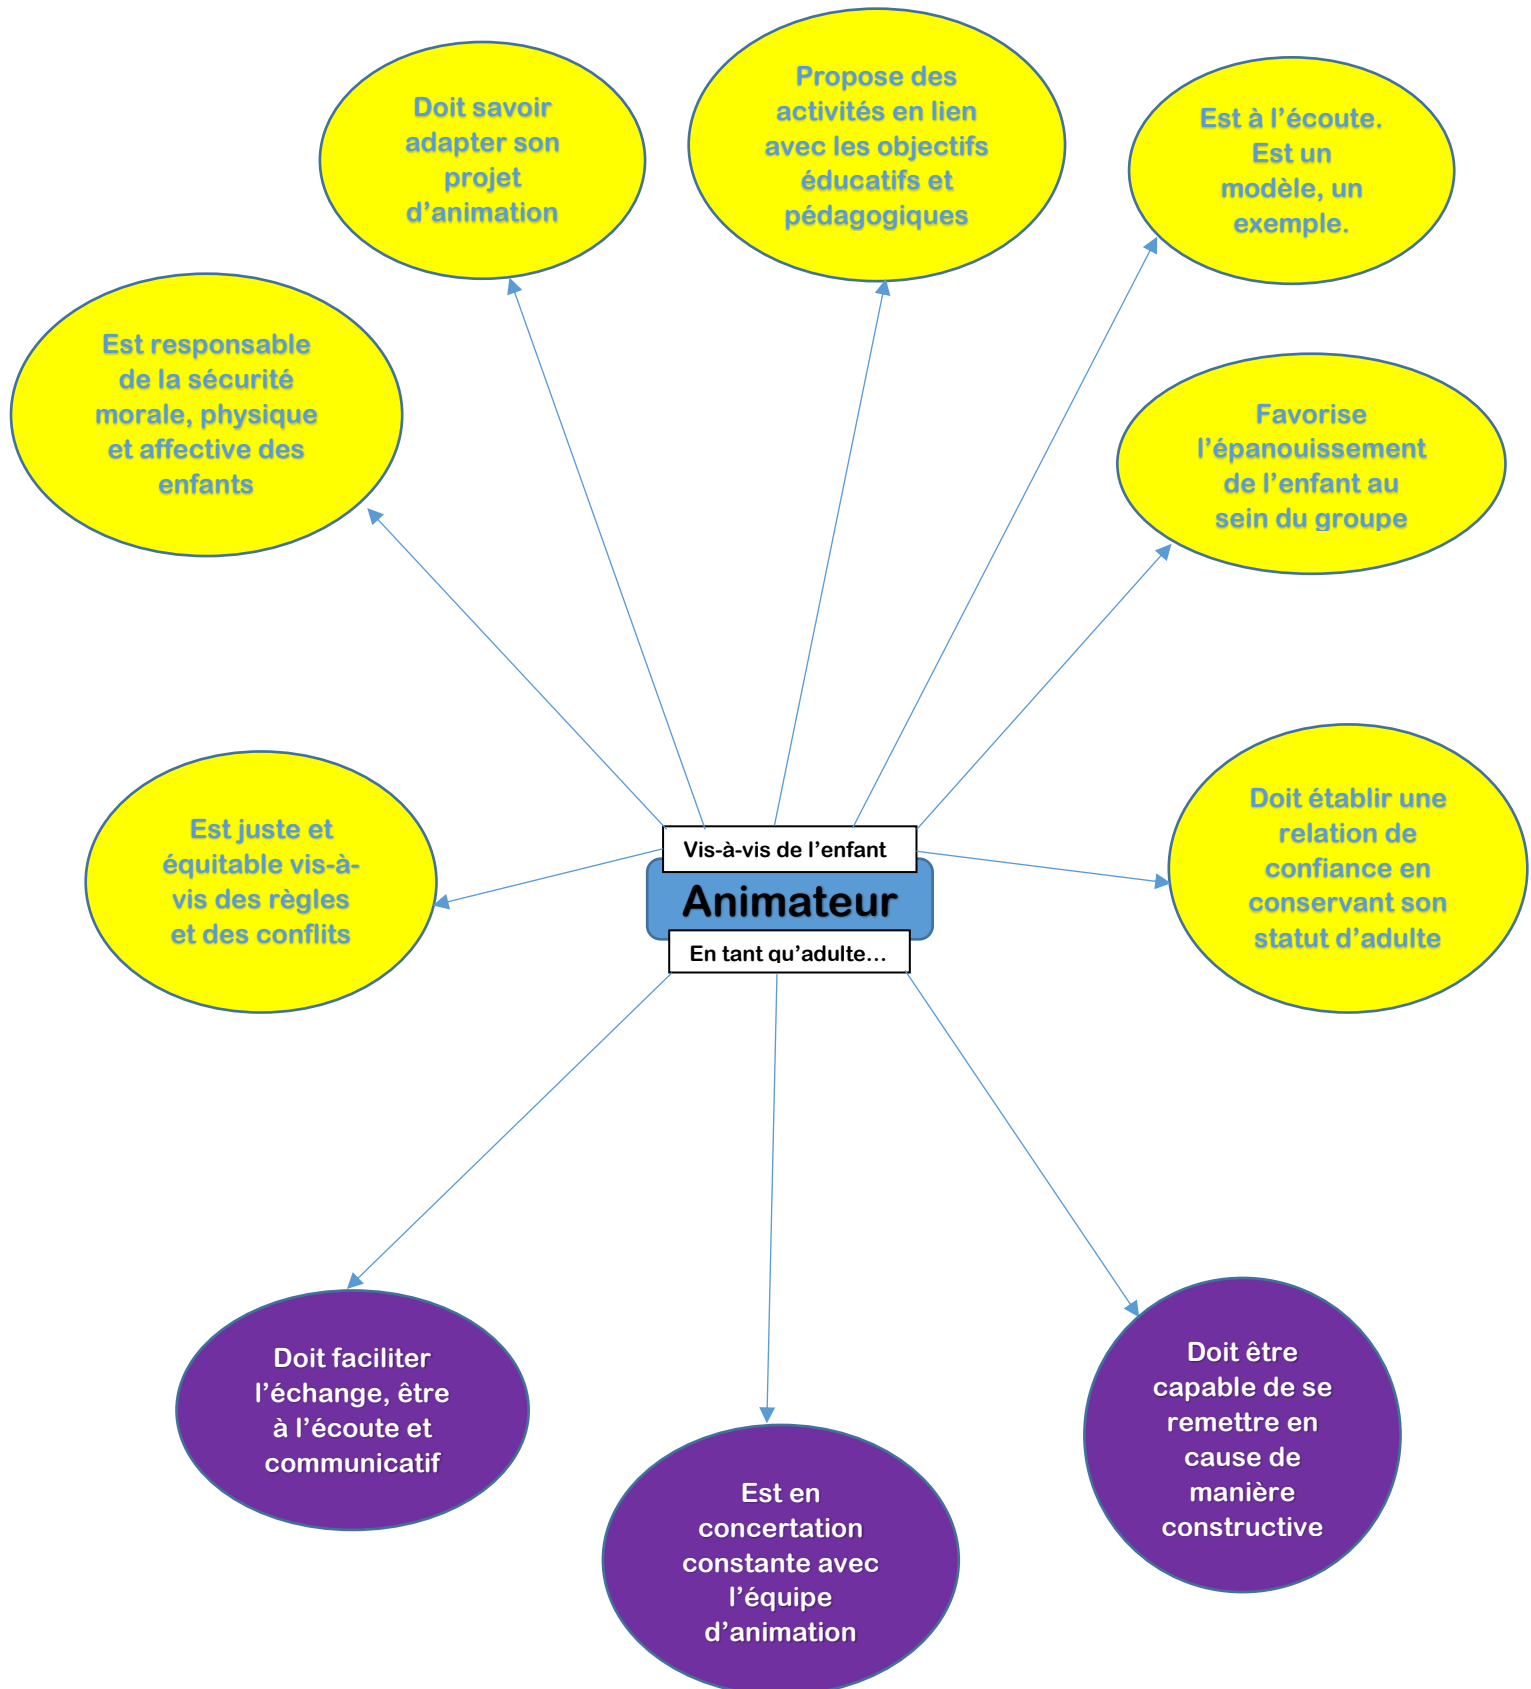 Propose des
activités en lien
avec les objectifs
éducatifs et
pédagogiques
Doit savoir
adapter son
projet
d’animation
Est à l’écoute.
Est un
modèle, un
exemple.
Est responsable
de la sécurité
morale, physique
et affective des
enfants
Favorise
l’épanouissement
de l’enfant au
sein du groupe
Est juste et
équitable vis-à-
vis des règles
et des conflits
Doit établir une
relation de
confiance en
conservant son
statut d’adulte
Vis-à-vis de l’enfant
Animateur
En tant qu’adulte…
Doit faciliter
l’échange, être
à l’écoute et
communicatif
Est en
concertation
constante avec
l’équipe
d’animation
Doit être
capable de se
remettre en
cause de
manière
constructive